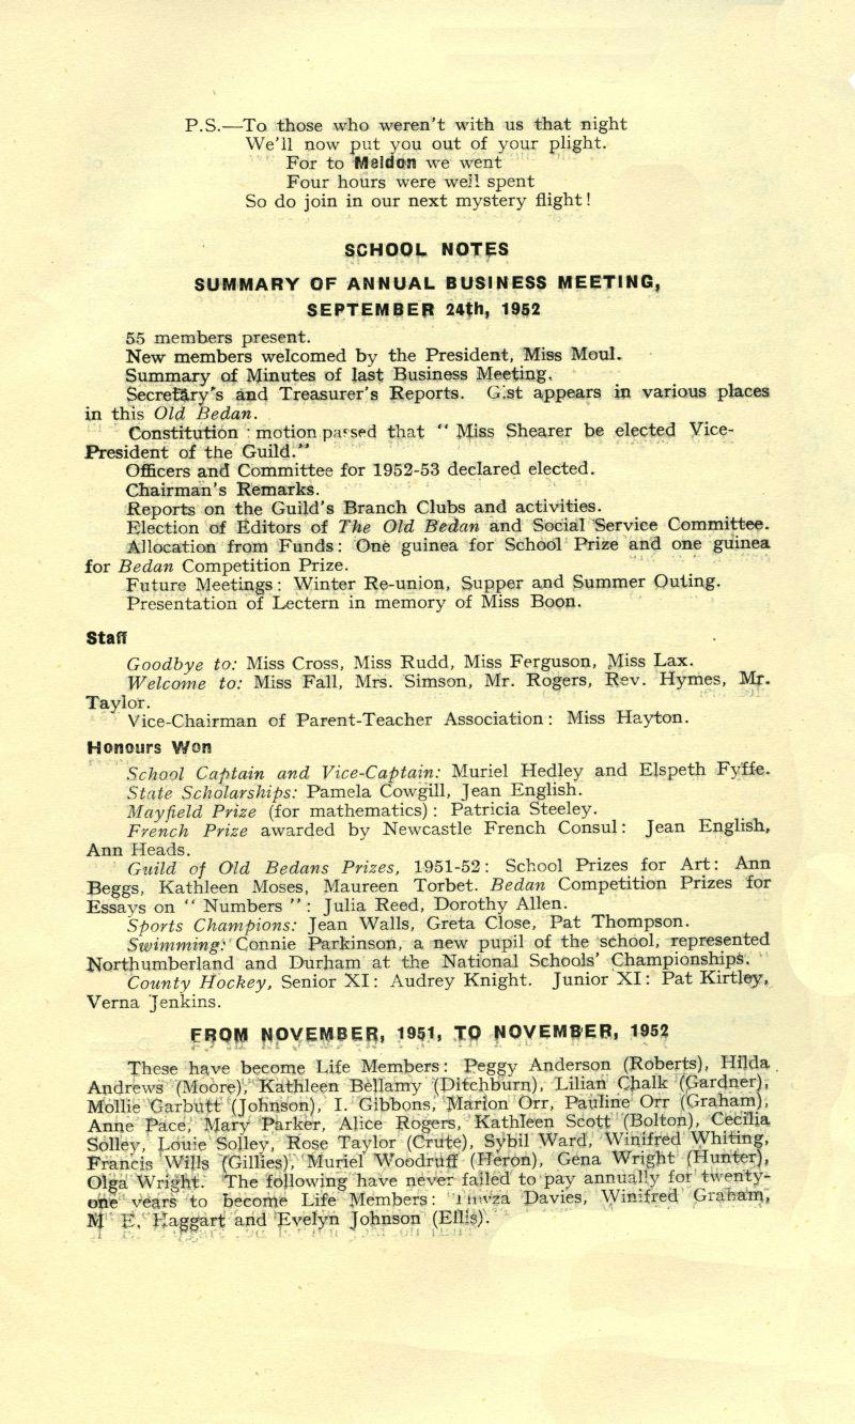 P.S.—To those who weren't with us that night
We'll now put you out of your plight.
For to Meldon we went
Four hours were well spent
So do join in our next mystery flight!
SCHOOL NOTES
SUMMARY OF ANNUAL BUSINESS MEETING,
SEPTEMBER 24th, 1952
55 members present.
New members welcomed by the President, Miss Moul.
Summary of Minutes of last Business Meeting.
Secretary's and Treasurer's Reports. Gist appears in various places
in this Old Bedan.
Constitution: motion passed that "Miss Shearer be elected Vice-
President of the Guild."
Officers and Committee for 1952-53 declared elected.
Chairman's Remarks.
Reports on the Guild's Branch Clubs and activities.
Election of Editors of The Old Bedan and Social Service Committee.
Allocation from Funds: One guinea for School Prize and one guinea
for Bedan Competition Prize.
Future Meetings: Winter Re-union, Supper and Summer Outing.
Presentation of Lectern in memory of Miss Boon.
Staff
Goodbye to: Miss Cross, Miss Rudd, Miss Ferguson, Miss Lax.
Welcome to: Miss Fall, Mrs. Simson, Mr. Rogers, Rev. Hymes, Mr.
Taylor.
Vice-Chairman of Parent-Teacher Association: Miss Hayton.
Honours Won
School Captain and Vice-Captain: Muriel Hedley and Elspeth Fyffe.
State Scholarships: Pamela Cowgill, Jean English.
Mayfield Prize (for mathematics): Patricia Steeley.
French Prize awarded by Newcastle French Consul: Jean English,
Ann Heads.
Guild of Old Bedans Prizes, 1951-52: School Prizes for Art: Ann
Beggs, Kathleen Moses, Maureen Torbet. Bedan Competition Prizes for
Essays on "Numbers": Julia Reed, Dorothy Allen.
Sports Champions: Jean Walls, Greta Close, Pat Thompson.
Swimming: Connie Parkinson, a new pupil of the school, represented
Northumberland and Durham at the National Schools' Championships.
County Hockey, Senior XI: Audrey Knight. Junior XI: Pat Kirtley,
Verna Jenkins.
FROM NOVEMBER, 1951, TO NOVEMBER, 1952
These have become Life Members: Peggy Anderson (Roberts), Hilda
Andrews (Moore), Kathleen Bellamy (Ditchburn), Lilian Chalk (Gardner),
Mollie Garbutt (Johnson), I. Gibbons, Marion Orr, Pauline Orr (Graham),
Anne Pace, Mary Parker, Alice Rogers, Kathleen Scott (Bolton), Cecilia
Solley, Louie Solley, Rose Taylor (Crute), Sybil Ward, Winifred Whiting,
Francis Wills (Gillies), Muriel Woodruff (Heron), Gena Wright (Hunter),
Olga Wright. The following have never failed to pay annually for twenty-
one years to become Life Members: Davies, Winifred Graham,
M E. Haggart and Evelyn Johnson (Ellis).